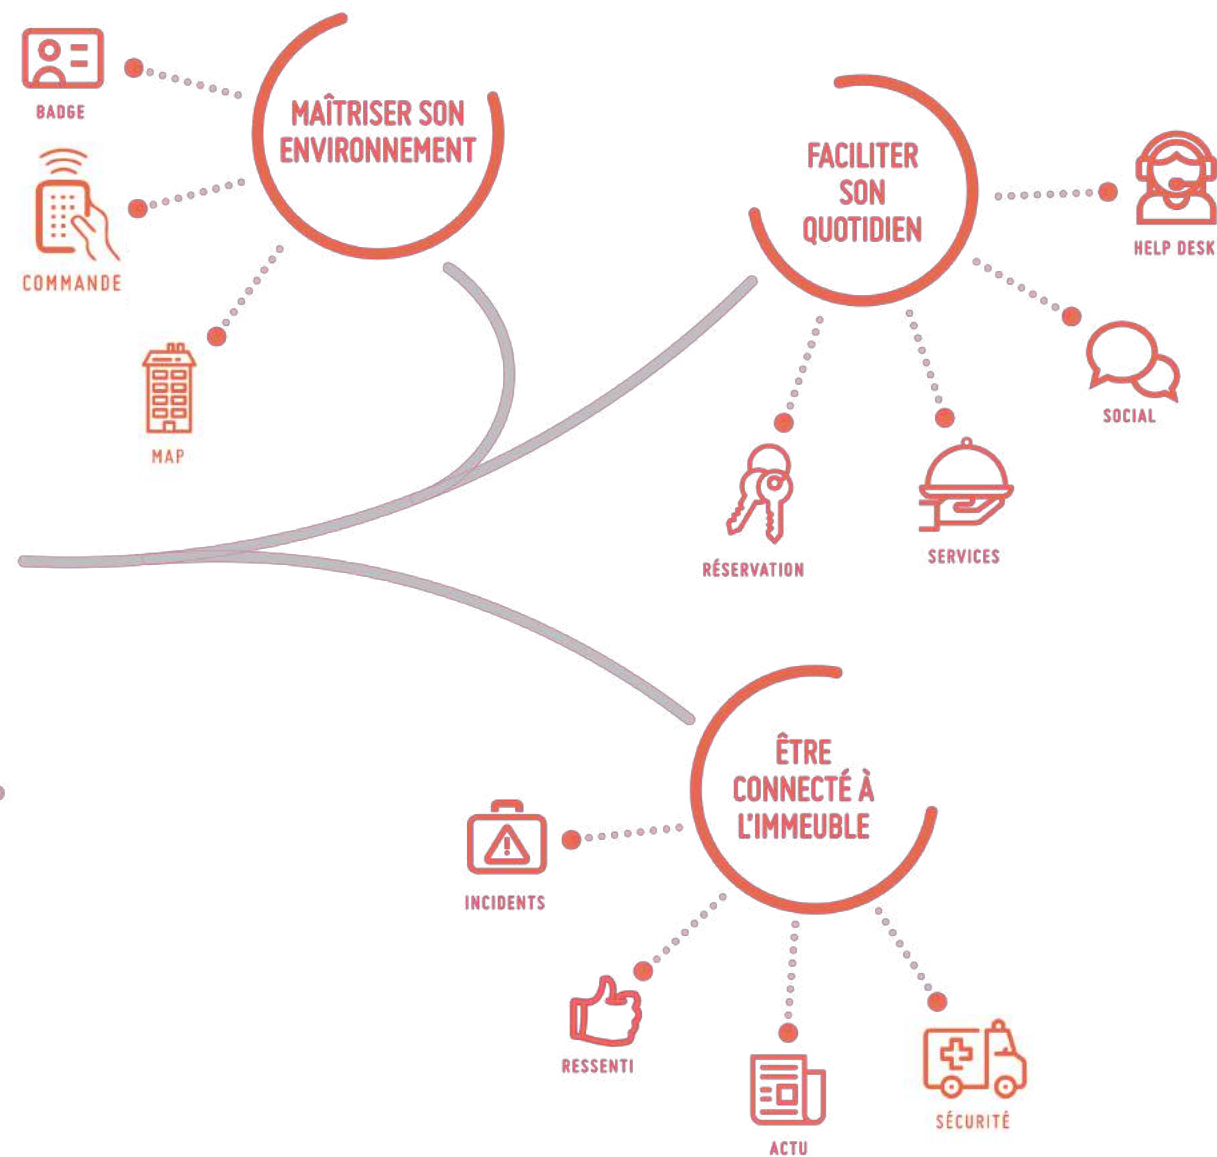 MAÎTRISER SON
ENVIRONNEMENT
BADGE
COMMANDE
MAP
FACILITER
SON
QUOTIDIEN
HELP DESK
SOCIAL
SERVICES
RÉSERVATION
ÊTRE
CONNECTÉ À
L'IMMEUBLE
INCIDENTS
RESSENTI
ACTU
SÉCURITÉ